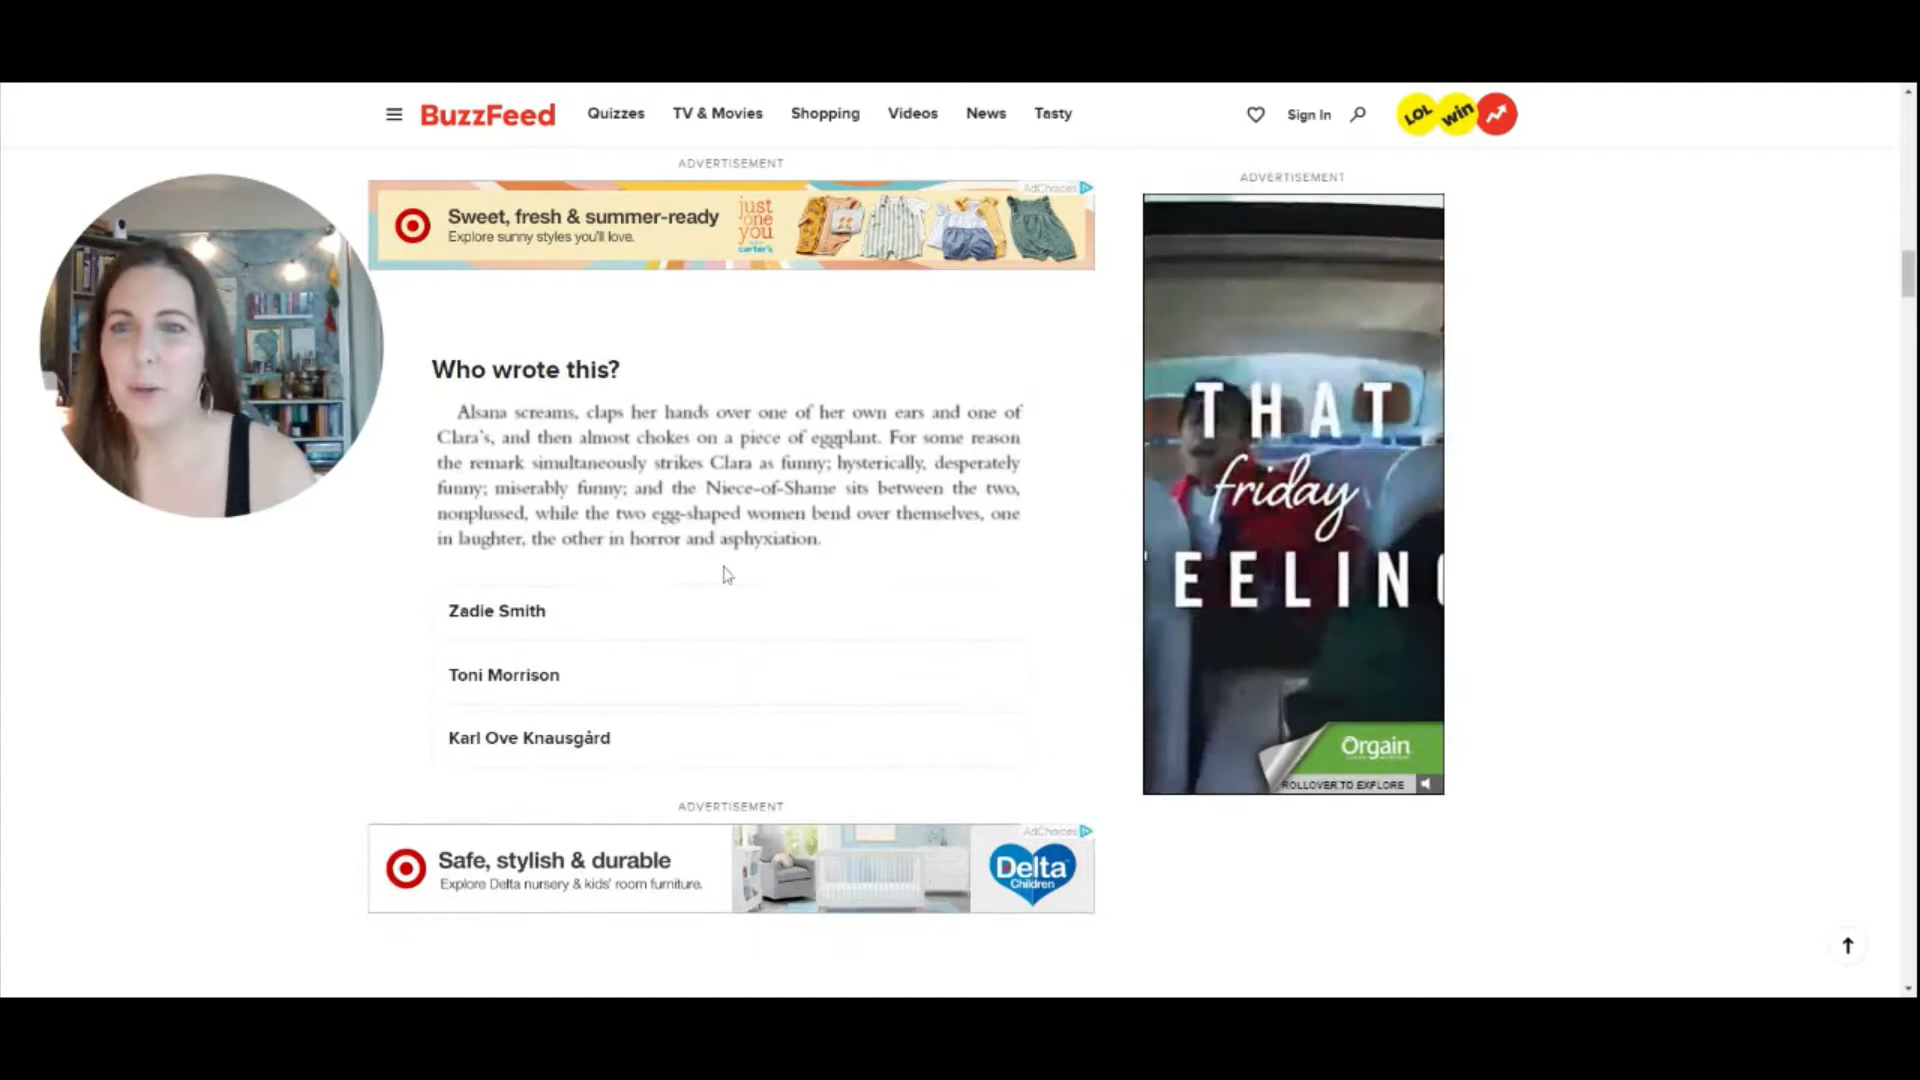 BuzzFeed
Quizzes
TV & Movies
Shopping
Videos
News
Tasty
Sign In
LOL
win
ADVERTISEMENT
AdChoices
Sweet, fresh & summer-ready
Explore sunny styles you'll love.
just
one
you
carter's
Who wrote this?
Alsana screams, claps her hands over one of her own ears and one of
Clara's, and then almost chokes on a piece of eggplant. For some reason
the remark simultaneously strikes Clara as funny; hysterically, desperately
funny; miserably funny; and the Niece-of-Shame sits between the two,
nonplussed, while the two egg-shaped women bend over themselves, one
in laughter, the other in horror and asphyxiation.
Zadie Smith
Toni Morrison
Karl Ove Knausgård
ADVERTISEMENT
AdChoices
Safe, stylish & durable
Explore Delta nursery & kids' room furniture.
Delta
Children
ADVERTISEMENT
THAT
friday
EELIN
Orgain
ROLLOVER TO EXPLORE